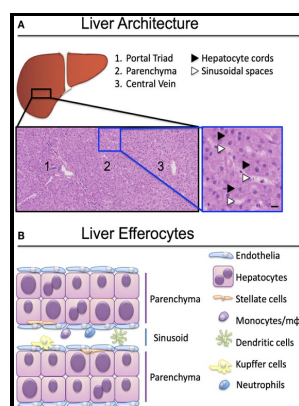 A
Liver Architecture
1. Portal Triad
2. Parenchyma
3. Central Vein
Hepatocyte cords
Sinusoidal spaces
1
2
3
B
Liver Efferocytes
Parenchyma
Sinusoid
Parenchyma
Endothelia
Hepatocytes
Stellate cells
Monocytes/mф
Dendritic cells
Kupffer cells
Neutrophils